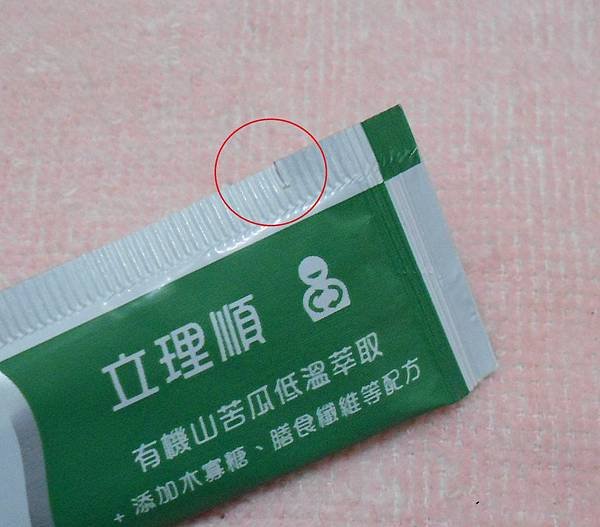 立理順
有機山苦瓜低溫萃取
+ 添加木寡糖、膳食纖維等配方